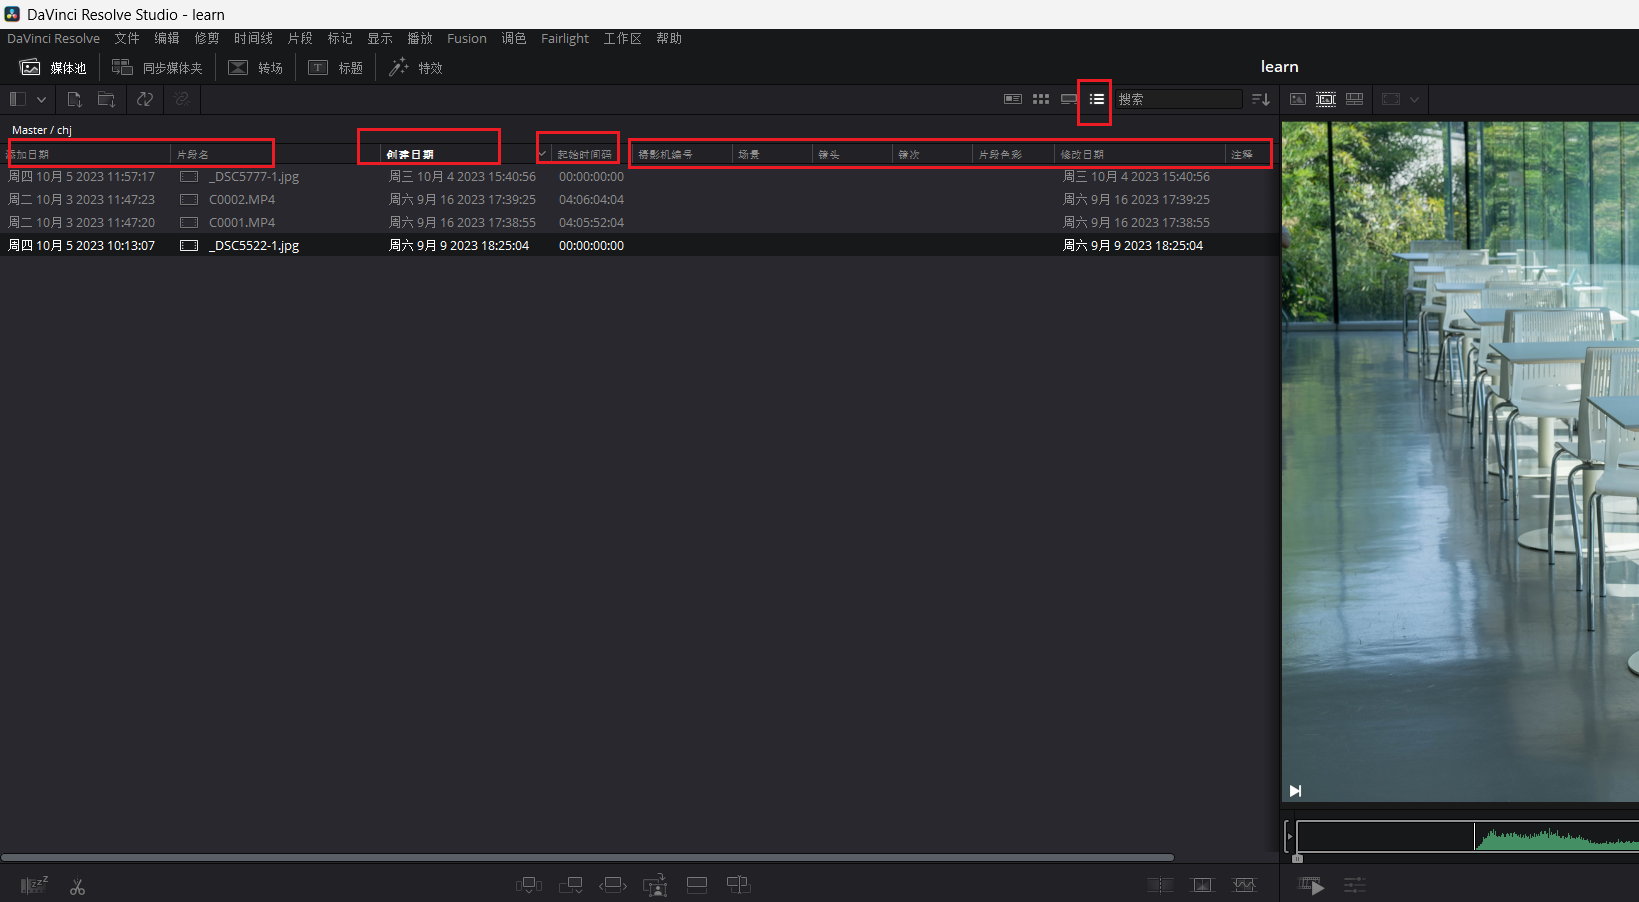 DaVinci Resolve Studio - learn
DaVinci Resolve 文件 编辑 修剪 时间线 片段 标记 显示 播放 Fusion 调色 Fairlight 工作区 帮助
媒体池 同步媒体夹 转场 T 标题 特效 learn
搜索
Master / chj
添加日期 片段名 创建日期 起始时间码 摄影机编号 场景 镜头 镜次 片段色彩 修改日期 注释
周四 10月 5 2023 11:57:17 _DSC5777-1.jpg 周三 10月 4 2023 15:40:56 00:00:00:00 周三 10月 4 2023 15:40:56
周二 10月 3 2023 11:47:23 C0002.MP4 周六 9月 16 2023 17:39:25 04:06:04:04 周六 9月 16 2023 17:39:25
周二 10月 3 2023 11:47:20 C0001.MP4 周六 9月 16 2023 17:38:55 04:05:52:04 周六 9月 16 2023 17:38:55
周四 10月 5 2023 10:13:07 _DSC5522-1.jpg 周六 9月 9 2023 18:25:04 00:00:00:00 周六 9月 9 2023 18:25:04